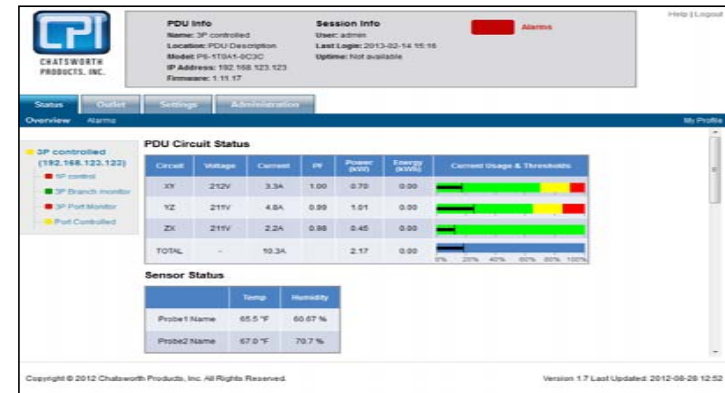 CPI
CHATSWORTH
PRODUCTS, INC.
PDU Info
Name: 3P controlled
Location: PDU Description
Model: P6-1T0A1-0C3C
IP Address: 192.168.123.123
Firmware: 1.11.17
Session Info
User: admin
Last Login: 2013-02-14 15:16
Uptime: Not available
Alarms
Help | Logout
Status Outlet Settings Administration
Overview Alarms My Profile
3P controlled
(192.168.123.123)
1P control
3P Branch monitor
3P Port Monitor
Port Controlled
PDU Circuit Status
Circuit Voltage Current Pf Power (kW) Energy (kWh) Current Usage & Thresholds
XY 212V 3.3A 1.00 0.70 0.00
YZ 211V 4.8A 0.99 1.01 0.00
ZX 211V 2.2A 0.98 0.45 0.00
TOTAL - 10.3A 2.17 0.00
0% 20% 40% 60% 80% 100%
Sensor Status
Temp Humidity
Probe1 Name 65.5 °F 60.67 %
Probe2 Name 67.0 °F 70.7 %
Copyright © 2012 Chatsworth Products, Inc. All Rights Reserved. Version 1.7 Last Updated: 2012-08-28 12:52